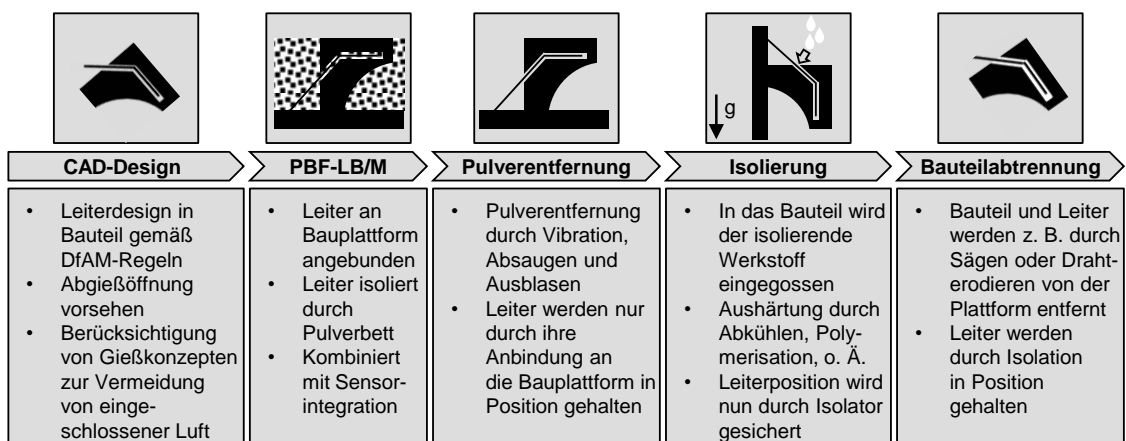 g
CAD-Design
PBF-LB/M
Pulverentfernung
Isolierung
Bauteilabtrennung
• Leiterdesign in
Bauteil gemäß
DfAM-Regeln
• Abgießöffnung
vorsehen
• Berücksichtigung
von Gießkonzepten
zur Vermeidung
von einge-
schlossener Luft
• Leiter an
Bauplattform
angebunden
• Leiter isoliert
durch
Pulverbett
• Kombiniert
mit Sensor-
integration
• Pulverentfernung
durch Vibration,
Absaugen und
Ausblasen
• Leiter werden nur
durch ihre
Anbindung an
die Bauplattform in
Position gehalten
• In das Bauteil wird
der isolierende
Werkstoff
eingegossen
• Aushärtung durch
Abkühlen, Poly-
merisation, o. Ä.
• Leiterposition wird
nun durch Isolator
gesichert
• Bauteil und Leiter
werden z. B. durch
Sägen oder Draht-
erodieren von der
Plattform entfernt
• Leiter werden
durch Isolation
in Position
gehalten